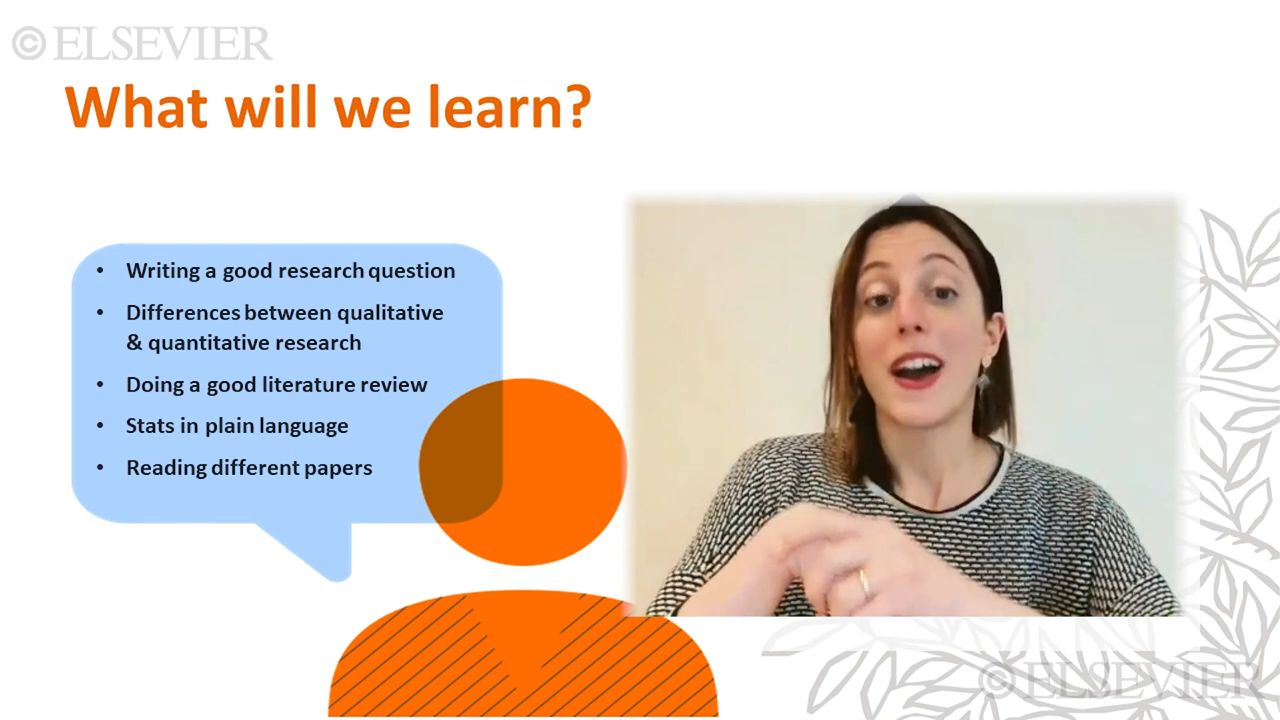 © ELSEVIER
What will we learn?
• Writing a good research question
• Differences between qualitative
& quantitative research
• Doing a good literature review
• Stats in plain language
• Reading different papers
© ELSEVIER